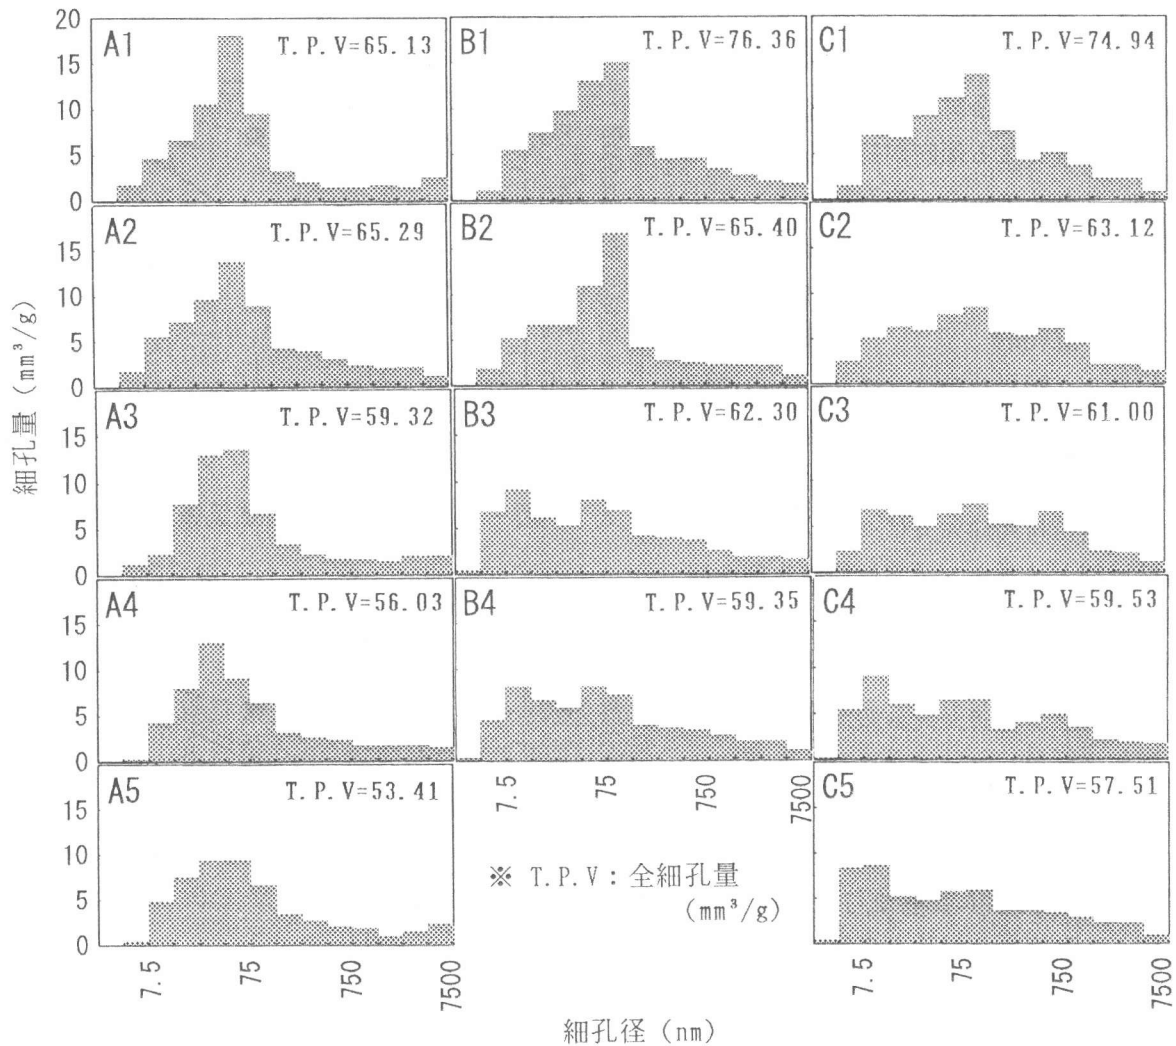 細孔量 (mm³/g)
20
15
10
5
0
A1
T.P.V=65.13
B1
T.P.V=76.36
C1
T.P.V=74.94
15
10
5
0
A2
T.P.V=65.29
B2
T.P.V=65.40
C2
T.P.V=63.12
15
10
5
0
A3
T.P.V=59.32
B3
T.P.V=62.30
C3
T.P.V=61.00
15
10
5
0
A4
T.P.V=56.03
B4
T.P.V=59.35
C4
T.P.V=59.53
7.5
75
750
7500
15
10
5
0
A5
T.P.V=53.41
C5
T.P.V=57.51
※ T.P.V：全細孔量
(mm³/g)
7.5
75
750
7500
7.5
75
750
7500
細孔径 (nm)